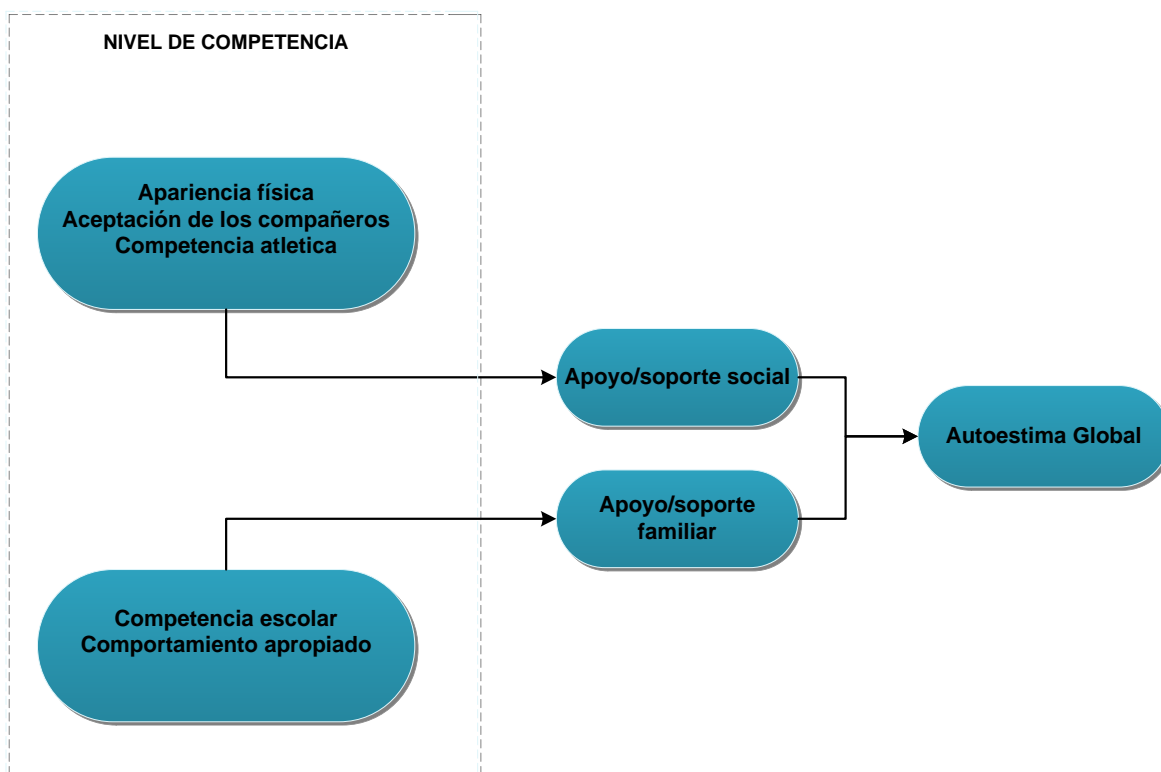 NIVEL DE COMPETENCIA
Apariencia física
Aceptación de los compañeros
Competencia atletica
Apoyo/soporte social
Autoestima Global
Apoyo/soporte
familiar
Competencia escolar
Comportamiento apropiado